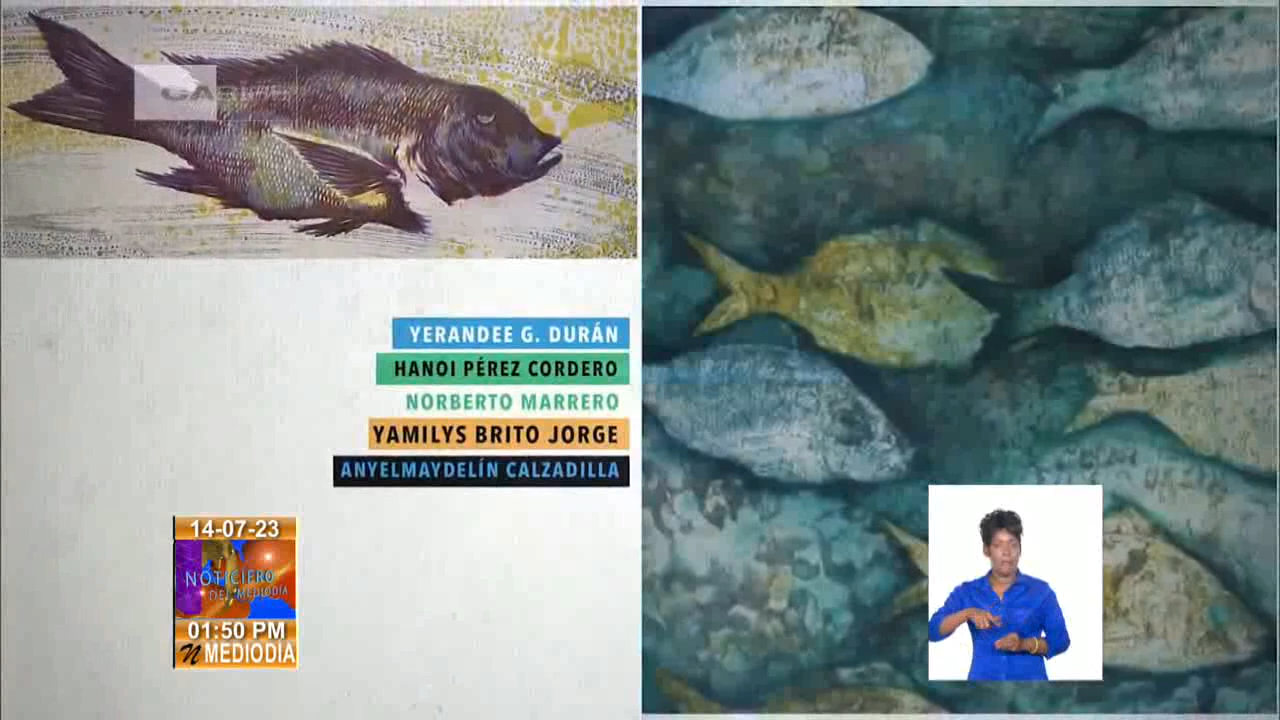 YERANDEE G. DURÁN
HANOI PÉREZ CORDERO
NORBERTO MARRERO
YAMILYS BRITO JORGE
ANYELMAYDELÍN CALZADILLA
14-07-23
NOTICIERO
DEL MEDIODIA
01:50 PM
n MEDIODÍA